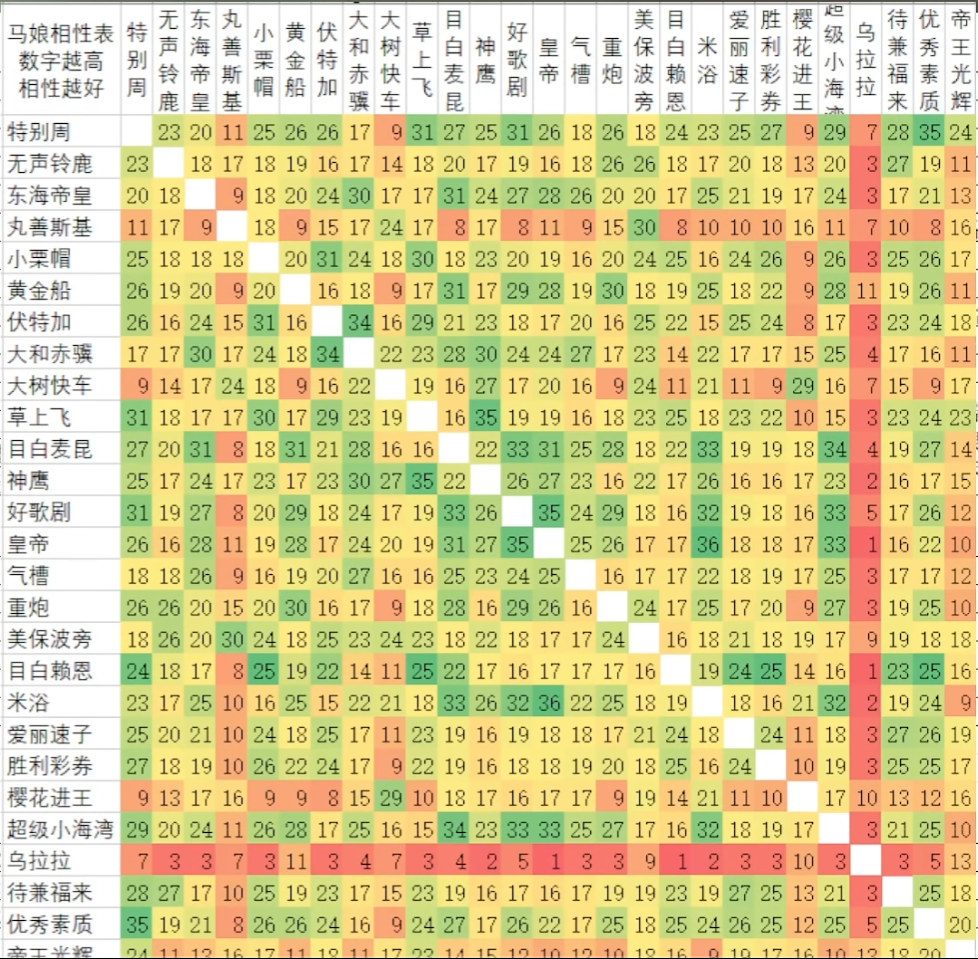 马娘相性表 数字越高 相性越好 特别周 无声铃鹿 东海帝皇 丸善斯基 小栗帽 黄金船 伏特加 大和赤骥 大树快车 草上飞 目白麦昆 神鹰 好歌剧 皇帝 气槽 重炮 美保波旁 目白赖恩 米浴 爱丽速子 胜利彩券 樱花进王 超级小海湾 乌拉拉 待兼福来 优秀素质 帝王光辉
特别周 23 20 11 25 26 26 17 9 31 27 25 31 26 18 26 18 24 23 25 27 9 29 7 28 35 24
无声铃鹿 23 18 17 18 19 16 17 14 18 20 17 19 16 18 26 26 18 17 20 18 13 20 3 27 19 11
东海帝皇 20 18 9 18 20 24 30 17 17 31 24 27 28 26 20 20 17 25 21 19 17 24 3 17 21 13
丸善斯基 11 17 9 18 9 15 17 24 17 8 17 8 11 9 15 30 8 10 10 10 16 11 7 10 8 16
小栗帽 25 18 18 18 20 31 24 18 30 18 23 20 19 16 20 24 25 16 24 26 9 26 3 25 26 17
黄金船 26 19 20 9 20 16 18 9 17 31 17 29 28 19 30 18 19 25 18 22 9 28 11 19 26 11
伏特加 26 16 24 15 31 16 34 16 29 21 23 18 17 20 16 25 22 15 25 24 8 17 3 23 24 18
大和赤骥 17 17 30 17 24 18 34 22 23 28 30 24 24 27 17 23 14 22 17 17 15 25 4 17 16 11
大树快车 9 14 17 24 18 9 16 22 19 16 27 17 20 16 9 24 11 21 11 9 29 16 7 15 9 17
草上飞 31 18 17 17 30 17 29 23 19 16 35 19 19 16 18 23 25 18 23 22 10 15 3 23 24 23
目白麦昆 27 20 31 8 18 31 21 28 16 16 22 33 31 25 28 18 22 33 19 19 18 34 4 19 27 14
神鹰 25 17 24 17 23 17 23 30 27 35 22 26 27 23 16 22 17 26 16 16 17 23 2 16 17 15
好歌剧 31 19 27 8 20 29 18 24 17 19 33 26 35 24 29 18 16 32 19 18 16 33 5 17 26 12
皇帝 26 16 28 11 19 28 17 24 20 19 31 27 35 25 26 17 17 36 18 18 17 33 1 16 22 10
气槽 18 18 26 9 16 19 20 27 16 16 25 23 24 25 16 17 17 22 18 19 17 25 3 17 17 12
重炮 26 26 20 15 20 30 16 17 9 18 28 16 29 26 16 24 17 25 17 20 9 27 3 19 25 10
美保波旁 18 26 20 30 24 18 25 23 24 23 18 22 18 17 17 24 16 18 21 18 19 17 9 19 18 18
目白赖恩 24 18 17 8 25 19 22 14 11 25 22 17 16 17 17 17 16 19 24 25 14 16 1 23 25 16
米浴 23 17 25 10 16 25 15 22 21 18 33 26 32 36 22 25 18 19 18 16 21 32 2 19 24 9
爱丽速子 25 20 21 10 24 18 25 17 11 23 19 16 19 18 18 17 21 24 18 24 11 18 3 27 26 19
胜利彩券 27 18 19 10 26 22 24 17 9 22 19 16 18 18 19 20 18 25 16 24 10 19 3 25 25 17
樱花进王 9 13 17 16 9 9 8 15 29 10 18 17 16 17 17 9 19 14 21 11 10 17 10 13 12 16
超级小海湾 29 20 24 11 26 28 17 25 16 15 34 23 33 33 25 27 17 16 32 18 19 17 3 21 25 10
乌拉拉 7 3 3 7 3 11 3 4 7 3 4 2 5 1 3 3 9 1 2 3 3 10 3 3 5 13
待兼福来 28 27 17 10 25 19 23 17 15 23 19 16 17 16 17 19 19 23 19 27 25 13 21 3 25 18
优秀素质 35 19 21 8 26 26 24 16 9 24 27 17 26 22 17 25 18 25 24 26 25 12 25 5 25 20
帝王光辉 24 11 13 16 17 11 18 11 17 23 14 15 12 10 12 10 18 16 9 19 17 16 10 13 18 20